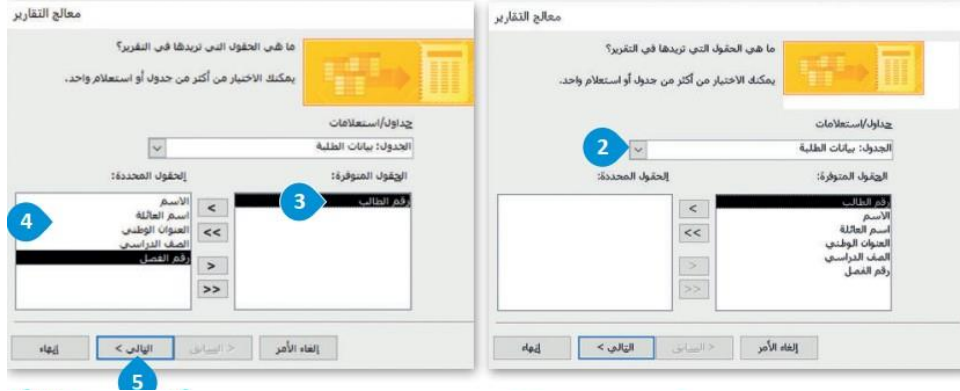 معالج التقارير
ما هي الحقول التي تريدها في التقرير؟
يمكنك الاختيار من أكثر من جدول أو استعلام واحد.
جداول/استعلامات
الجدول: بيانات الطلبة
2
الحقول المتوفرة:
الحقول المحددة:
رقم الطالب
الاسم
اسم العائلة
العنوان الوطني
الصف الدراسي
رقم الفصل
>
>>
<
<<
إلغاء الأمر
< السابق
التالي >
إنهاء
معالج التقارير
ما هي الحقول التي تريدها في التقرير؟
يمكنك الاختيار من أكثر من جدول أو استعلام واحد.
جداول/استعلامات
الجدول: بيانات الطلبة
الحقول المتوفرة:
الحقول المحددة:
رقم الطالب
3
الاسم
اسم العائلة
العنوان الوطني
الصف الدراسي
رقم الفصل
4
>
>>
<
<<
إلغاء الأمر
< السابق
التالي >
إنهاء
5